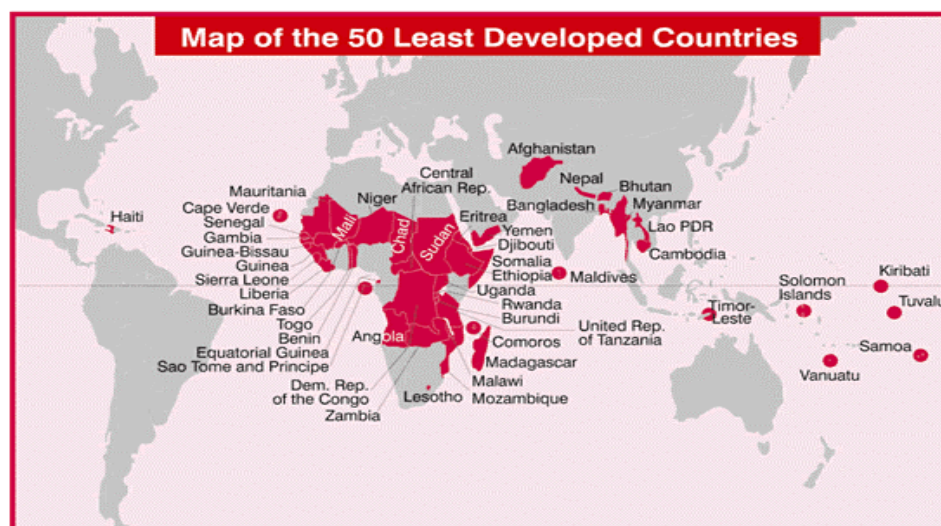 Map of the 50 Least Developed Countries
Haiti
Mauritania
Cape Verde
Senegal
Gambia
Guinea-Bissau
Guinea
Sierra Leone
Liberia
Burkina Faso
Togo
Benin
Equatorial Guinea
Sao Tome and Principe
Mali
Niger
Chad
Central
African Rep.
Sudan
Eritrea
Yemen
Djibouti
Somalia
Ethiopia
Uganda
Rwanda
Burundi
United Rep.
of Tanzania
Angola
Dem. Rep.
of the Congo
Zambia
Lesotho
Comoros
Madagascar
Malawi
Mozambique
Afghanistan
Nepal
Bhutan
Bangladesh
Myanmar
Lao PDR
Cambodia
Maldives
Timor-
Leste
Solomon
Islands
Kiribati
Tuvalu
Samoa
Vanuatu